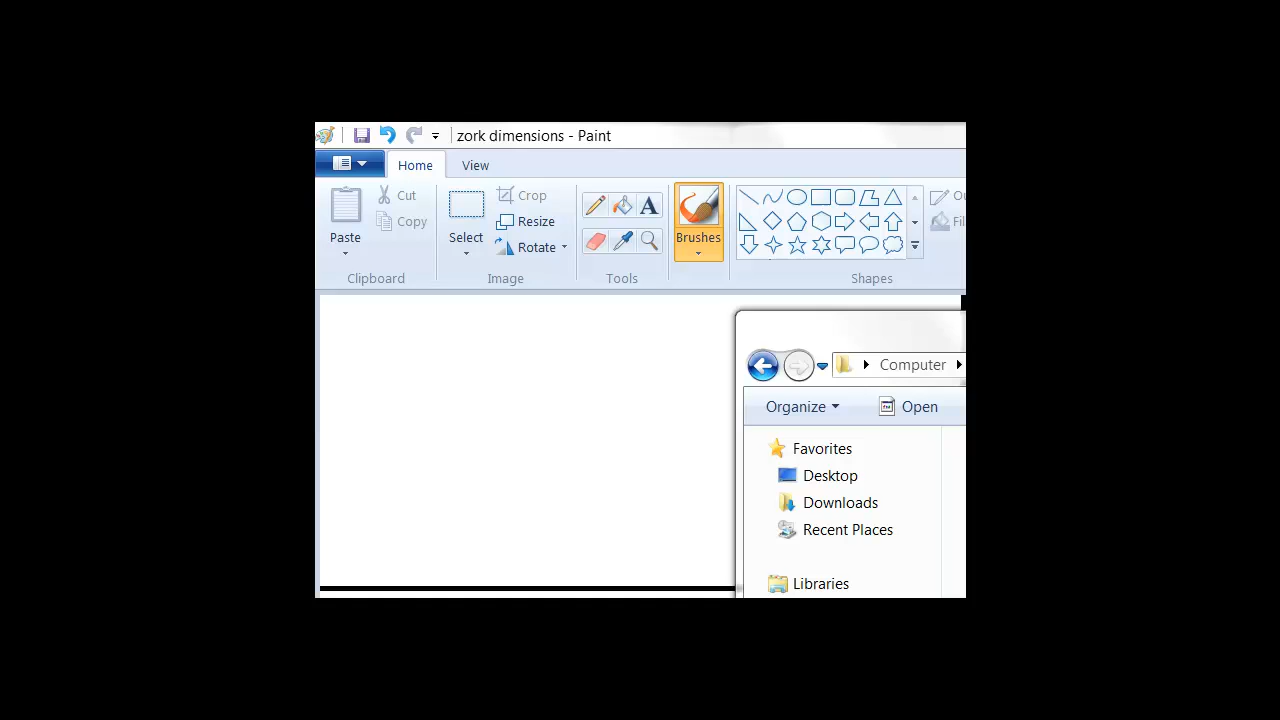 zork dimensions - Paint
Home View
Cut
Copy
Paste
Clipboard
Select
Crop
Resize
Rotate
Image
A
Tools
Brushes
Shapes
Computer
Organize Open
Favorites
Desktop
Downloads
Recent Places
Libraries